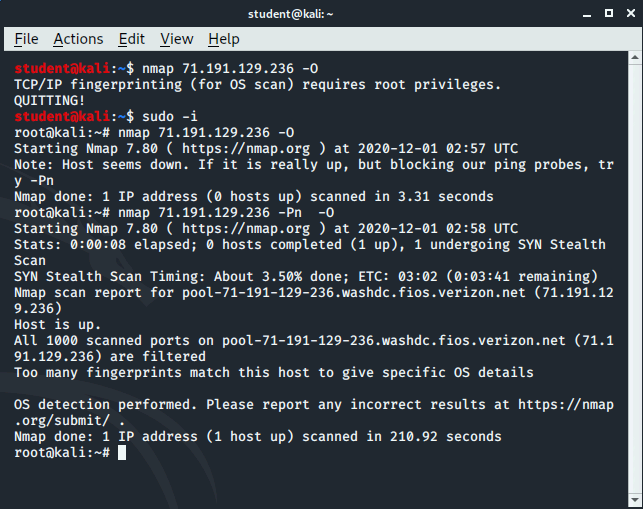 student@kali: ~
File Actions Edit View Help
student@kali:~$ nmap 71.191.129.236 -O
TCP/IP fingerprinting (for OS scan) requires root privileges.
QUITTING!
student@kali:~$ sudo -i
root@kali:~# nmap 71.191.129.236 -O
Starting Nmap 7.80 ( https://nmap.org ) at 2020-12-01 02:57 UTC
Note: Host seems down. If it is really up, but blocking our ping probes, tr
y -Pn
Nmap done: 1 IP address (0 hosts up) scanned in 3.31 seconds
root@kali:~# nmap 71.191.129.236 -Pn  -O
Starting Nmap 7.80 ( https://nmap.org ) at 2020-12-01 02:58 UTC
Stats: 0:00:08 elapsed; 0 hosts completed (1 up), 1 undergoing SYN Stealth
Scan
SYN Stealth Scan Timing: About 3.50% done; ETC: 03:02 (0:03:41 remaining)
Nmap scan report for pool-71-191-129-236.washdc.fios.verizon.net (71.191.12
9.236)
Host is up.
All 1000 scanned ports on pool-71-191-129-236.washdc.fios.verizon.net (71.1
91.129.236) are filtered
Too many fingerprints match this host to give specific OS details
OS detection performed. Please report any incorrect results at https://nmap
.org/submit/ .
Nmap done: 1 IP address (1 host up) scanned in 210.92 seconds
root@kali:~#